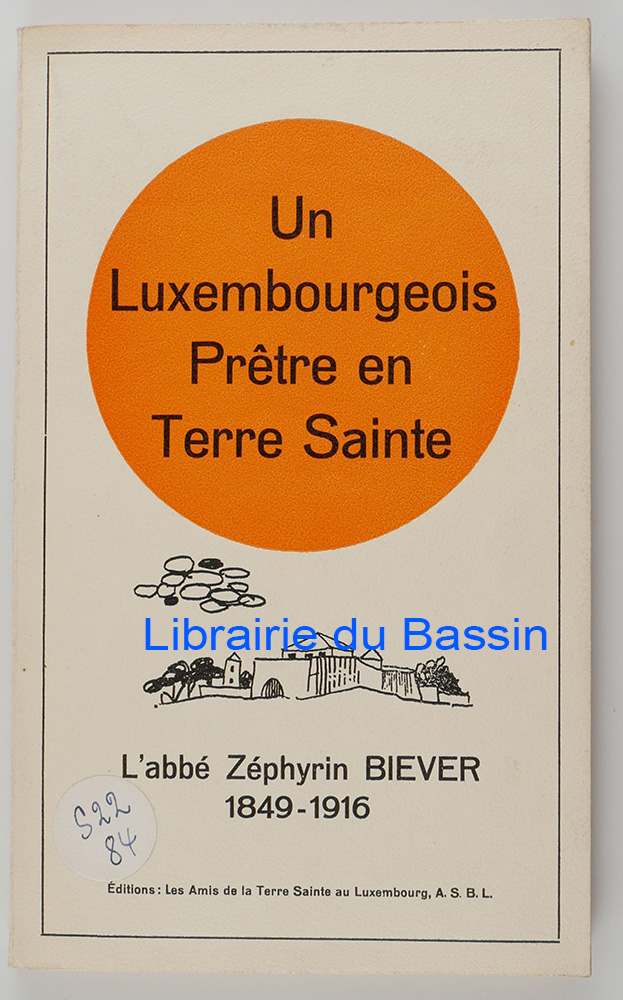 Un
Luxembourgeois
Prêtre en
Terre Sainte
Librairie du Bassin
L'abbé Zéphyrin BIEVER
1849-1916
S22
84
Éditions: Les Amis de la Terre Sainte au Luxembourg, A. S. B. L.